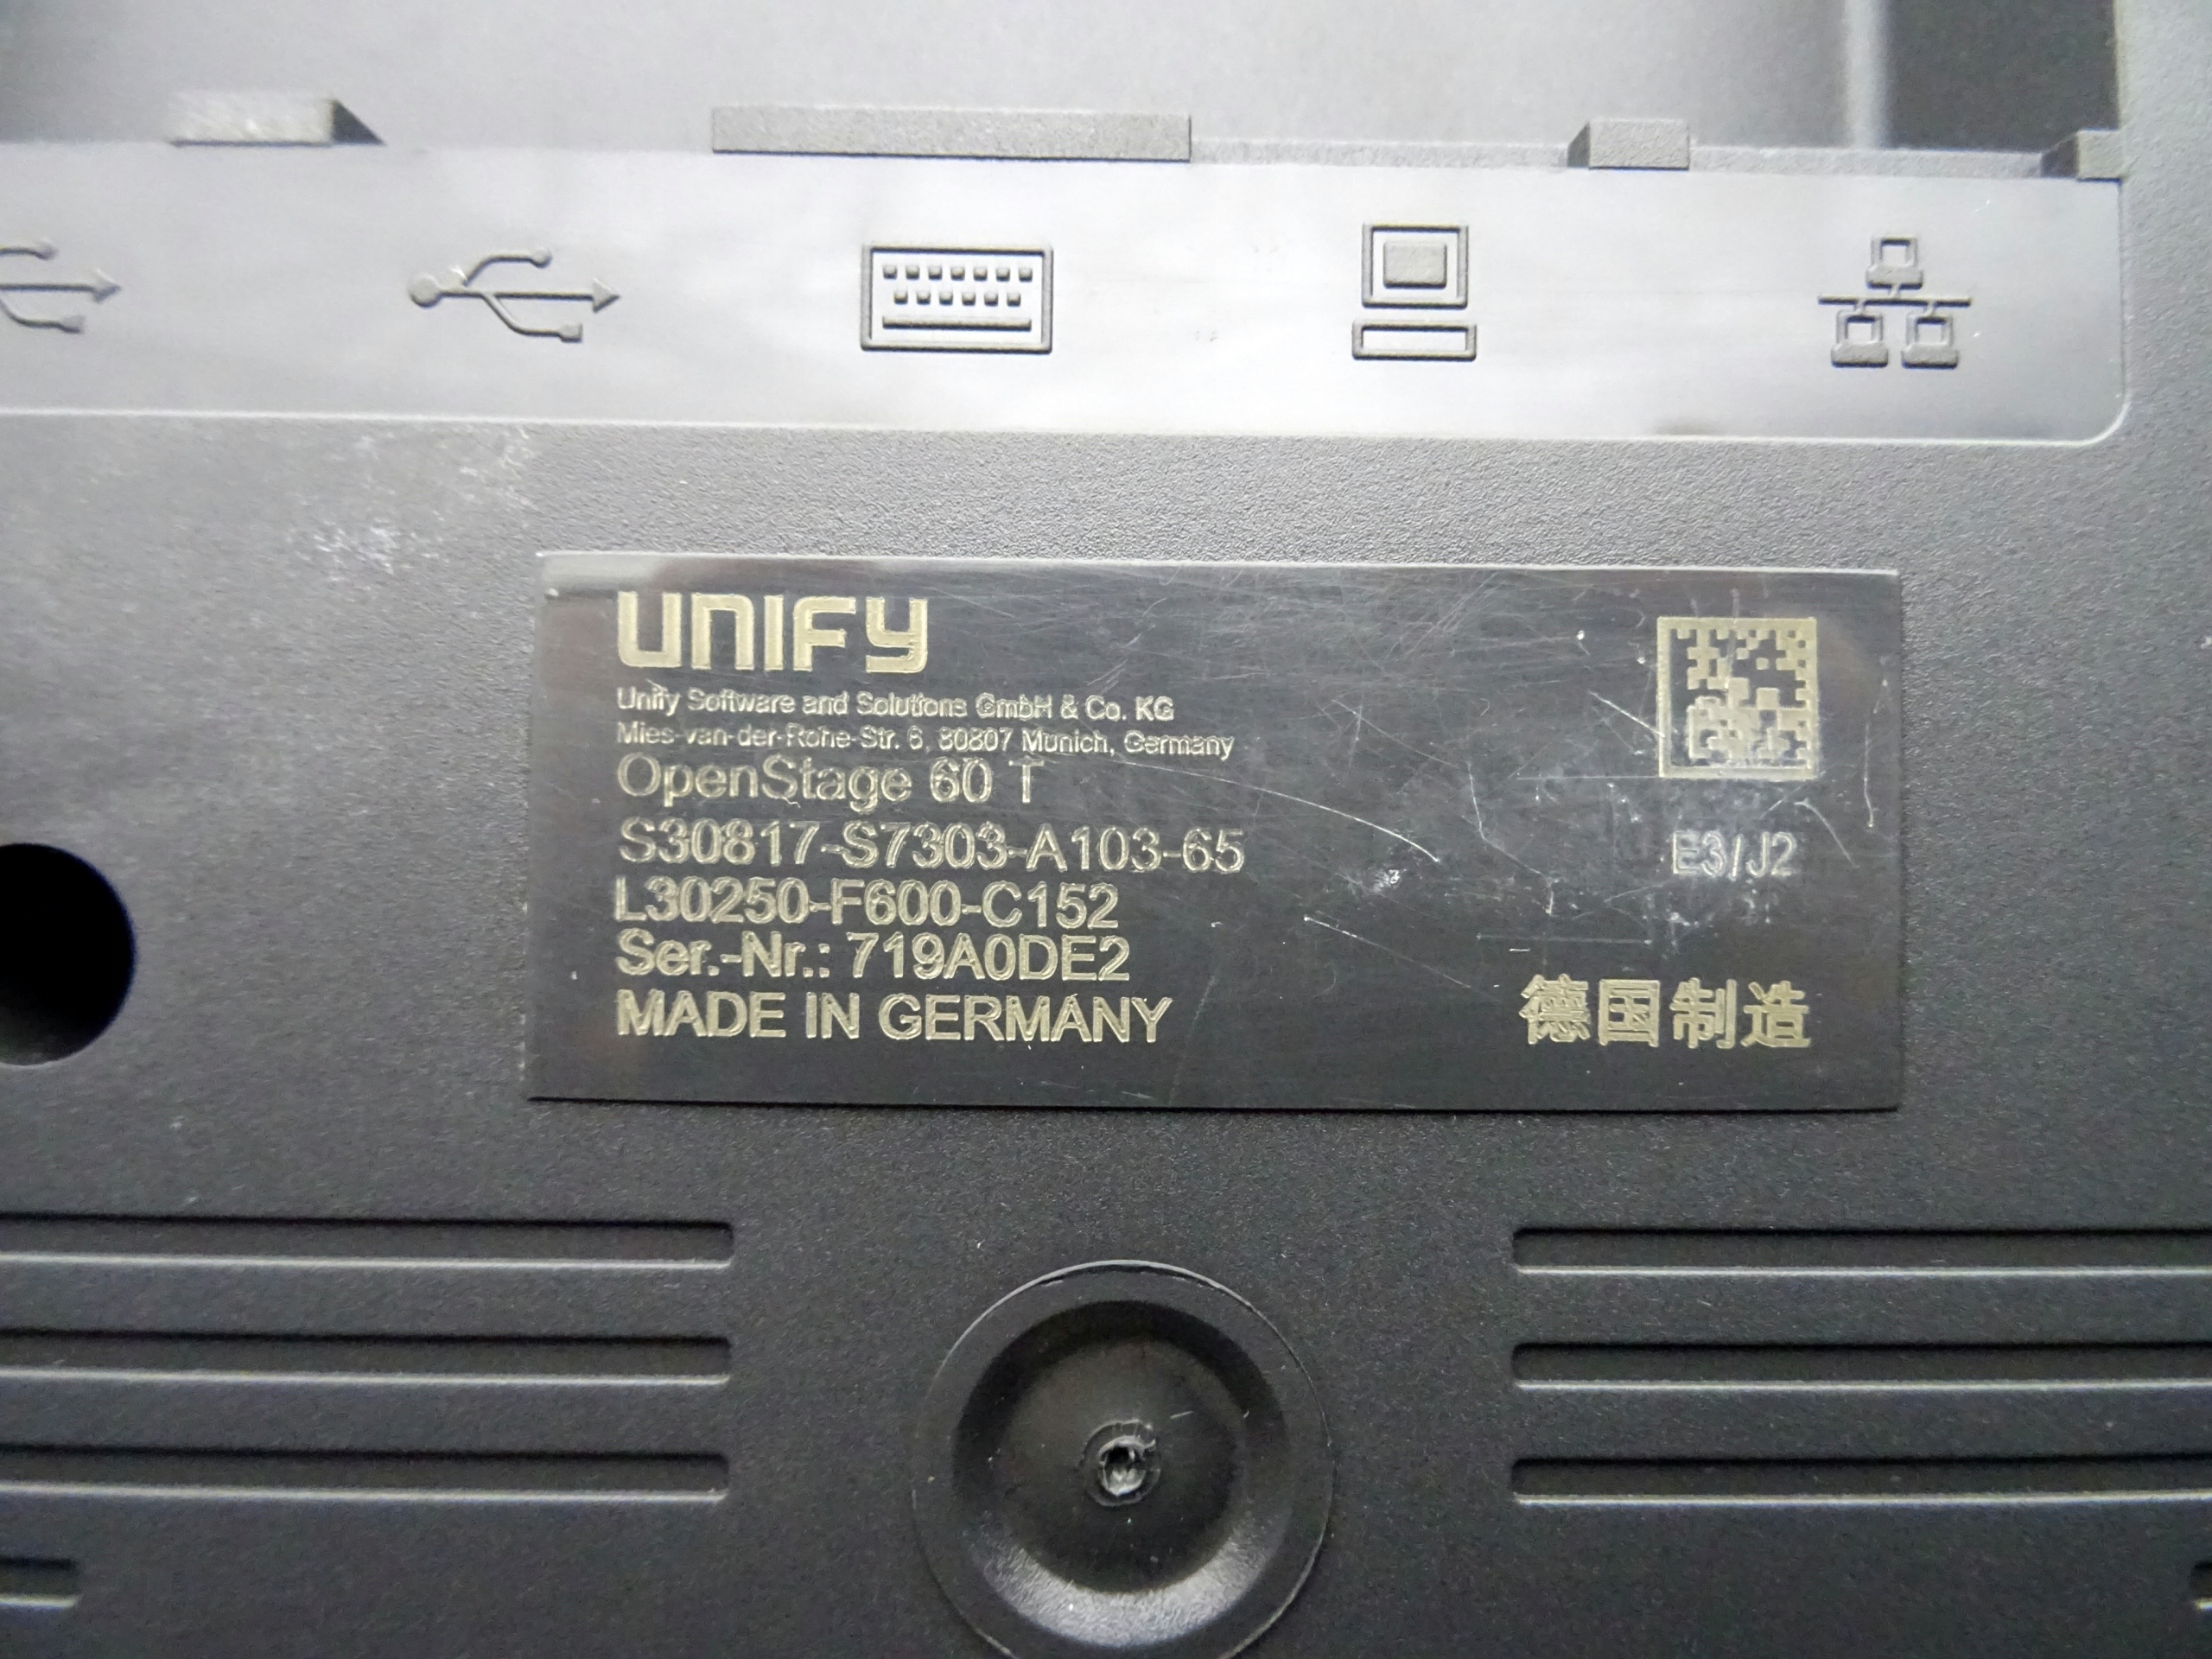 UNIFY
Unify Software and Solutions GmbH & Co. KG
Mies-van-der-Rohe-Str. 6, 80807 Munich, Germany
OpenStage 60 T
S30817-S7303-A103-65
L30250-F600-C152
Ser.-Nr.: 719A0DE2
MADE IN GERMANY
E3/J2
德国制造